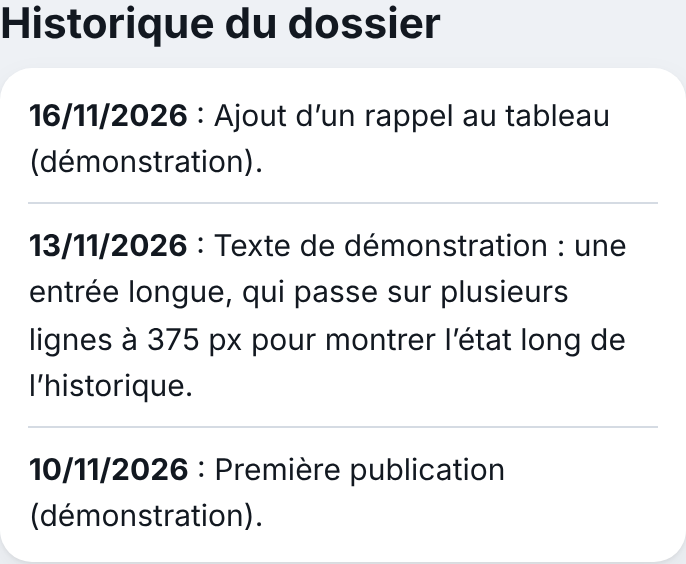 Historique du dossier
16/11/2026 : Ajout d’un rappel au tableau
(démonstration).
13/11/2026 : Texte de démonstration : une
entrée longue, qui passe sur plusieurs
lignes à 375 px pour montrer l’état long de
l’historique.
10/11/2026 : Première publication
(démonstration).